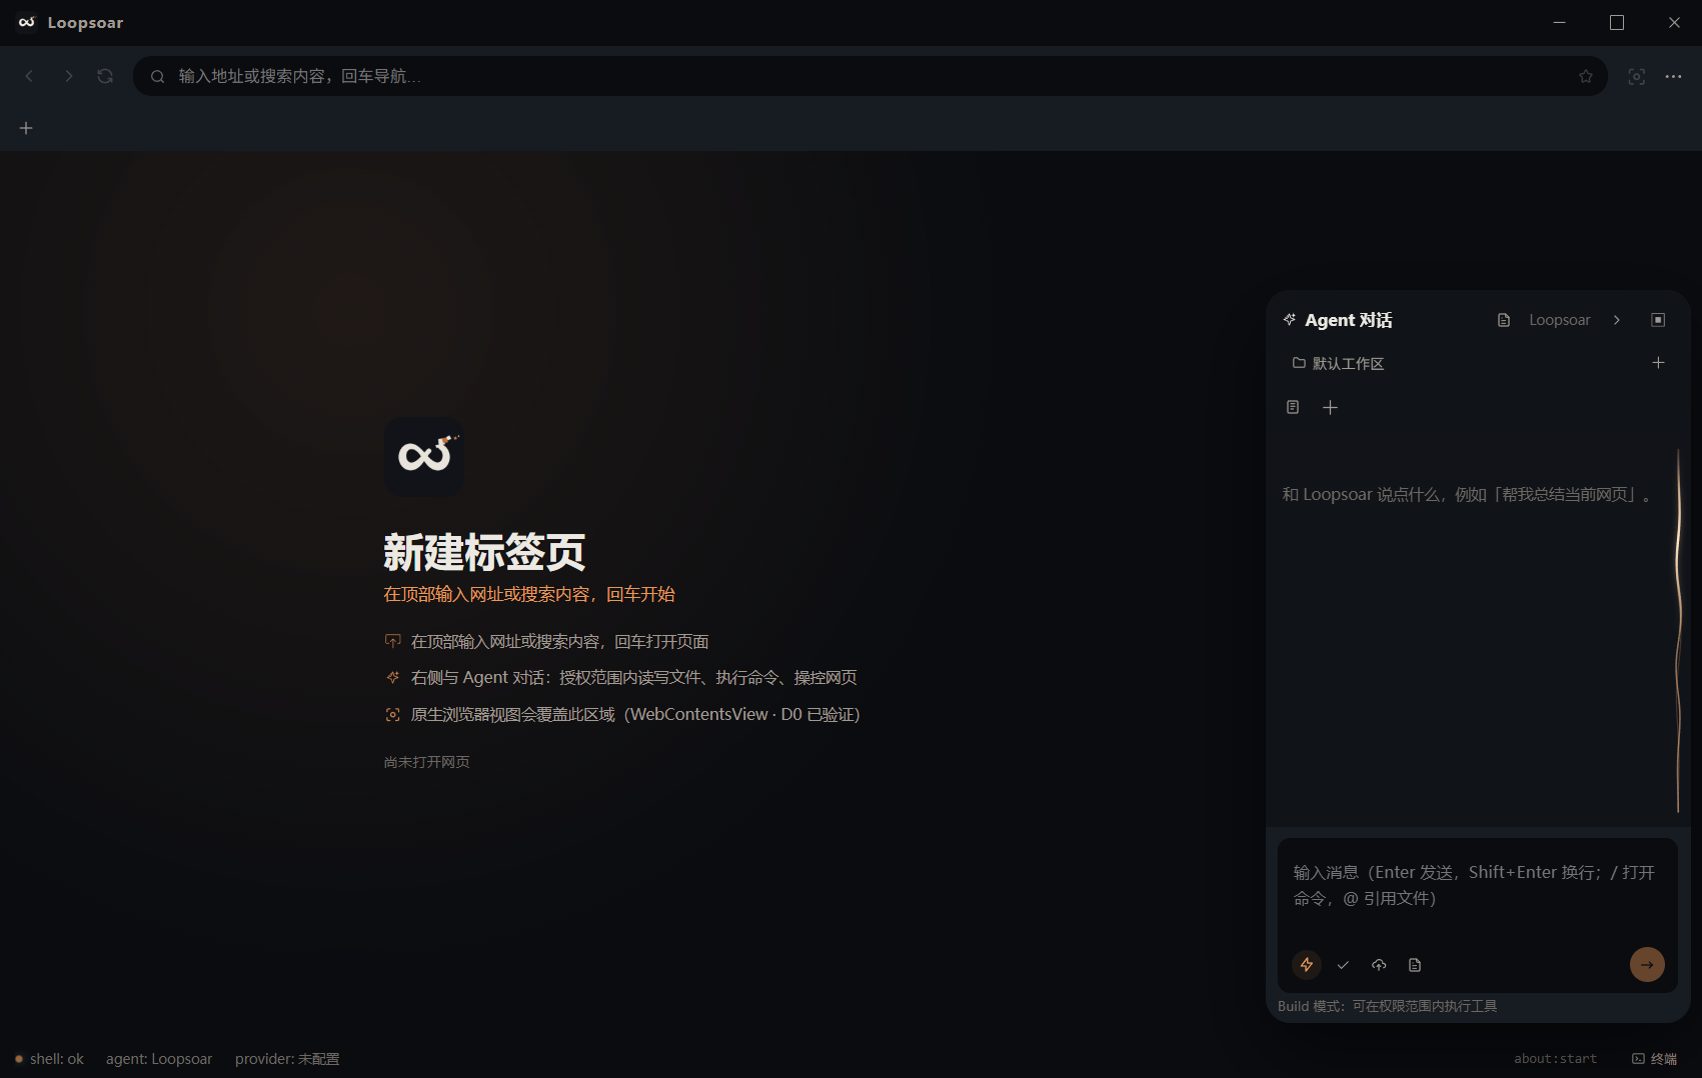 Loopsoar
输入地址或搜索内容，回车导航...
Agent 对话
Loopsoar
默认工作区
和 Loopsoar 说点什么，例如「帮我总结当前网页」。
新建标签页
在顶部输入网址或搜索内容，回车开始
在顶部输入网址或搜索内容，回车打开页面
右侧与 Agent 对话：授权范围内读写文件、执行命令、操控网页
原生浏览器视图会覆盖此区域（WebContentsView · D0 已验证）
尚未打开网页
输入消息（Enter 发送，Shift+Enter 换行；/ 打开
命令，@ 引用文件）
Build 模式：可在权限范围内执行工具
shell: ok
agent: Loopsoar
provider: 未配置
about:start
终端